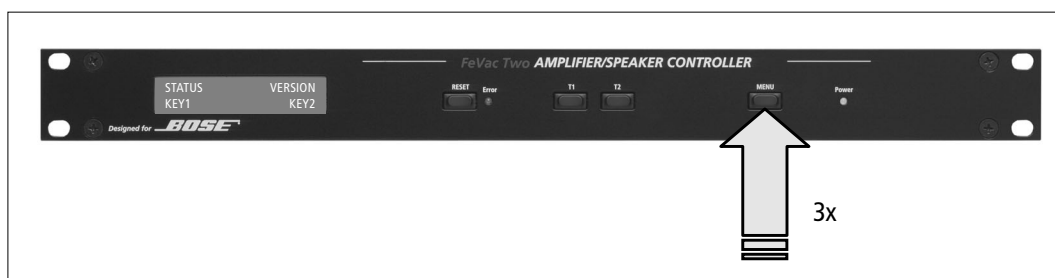 FeVac Two AMPLIFIER/SPEAKER CONTROLLER
STATUS VERSION
KEY1 KEY2
RESET Error T1 T2 MENU Power
Designed for BOSE
3x